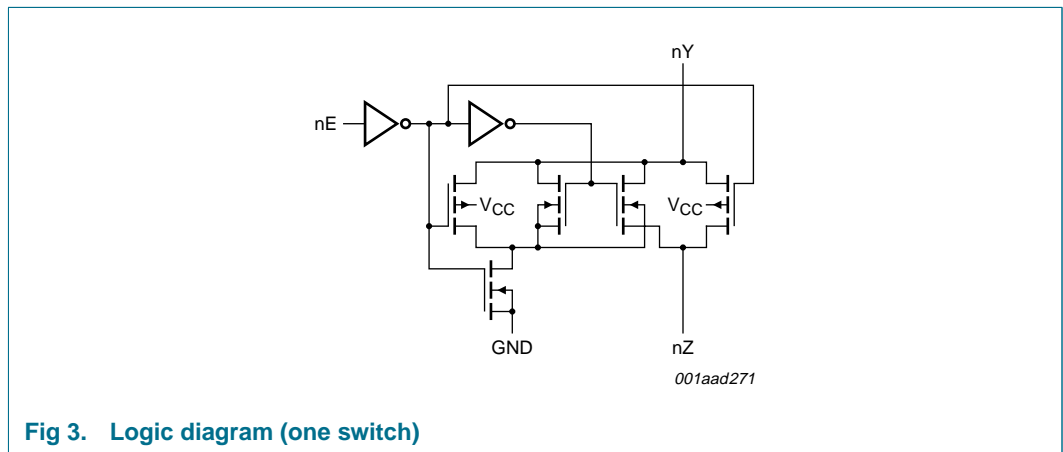 nY
nE
VCC
VCC
GND
nZ
001aad271
Fig 3. Logic diagram (one switch)